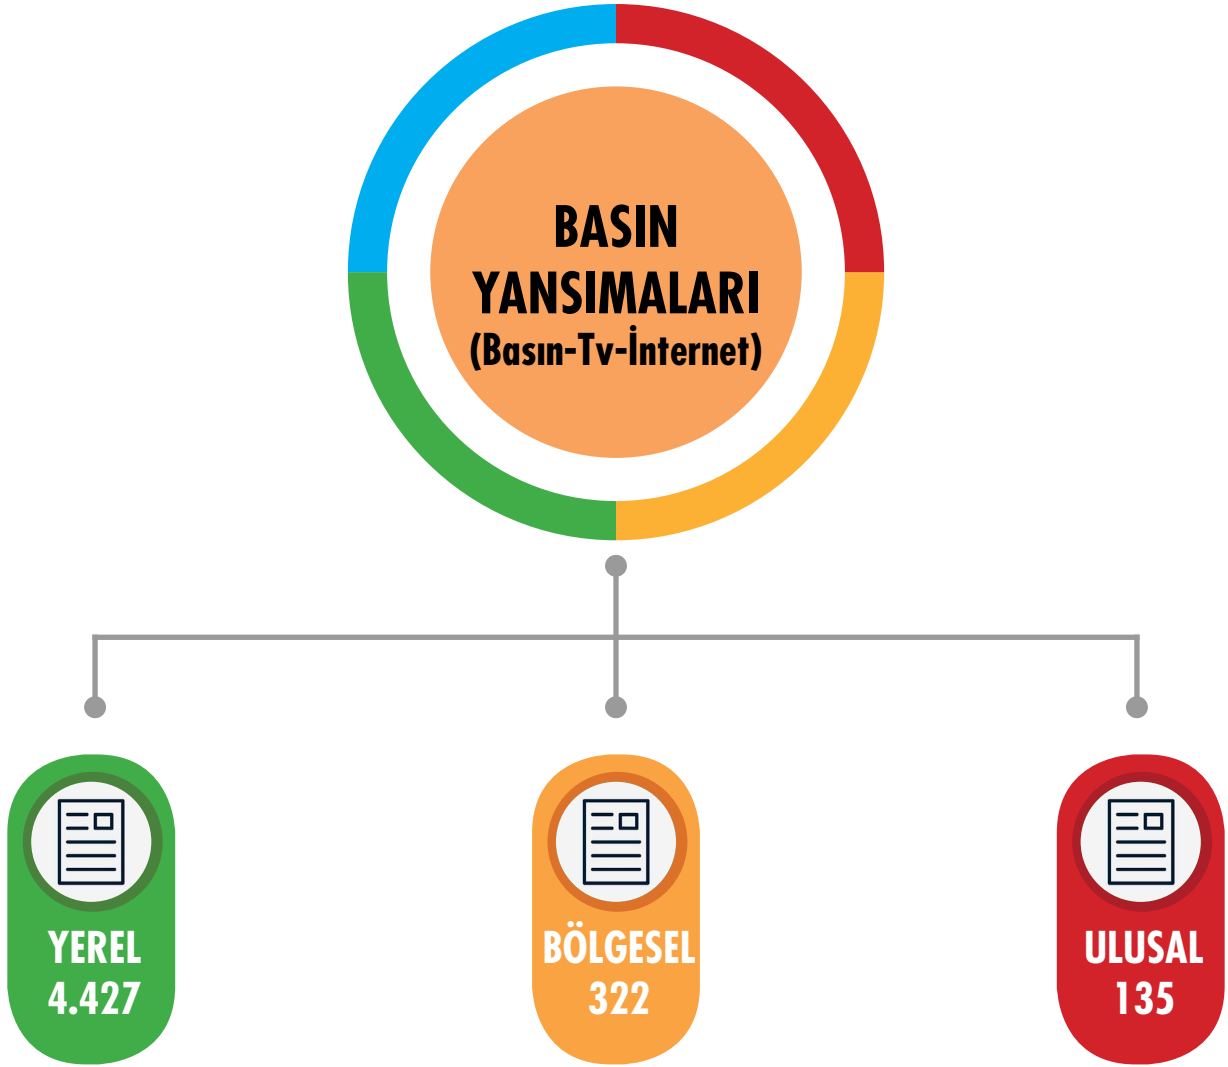 BASIN
YANSIMALARI
(Basın-Tv-İnternet)
YEREL
4.427
BÖLGESEL
322
ULUSAL
135